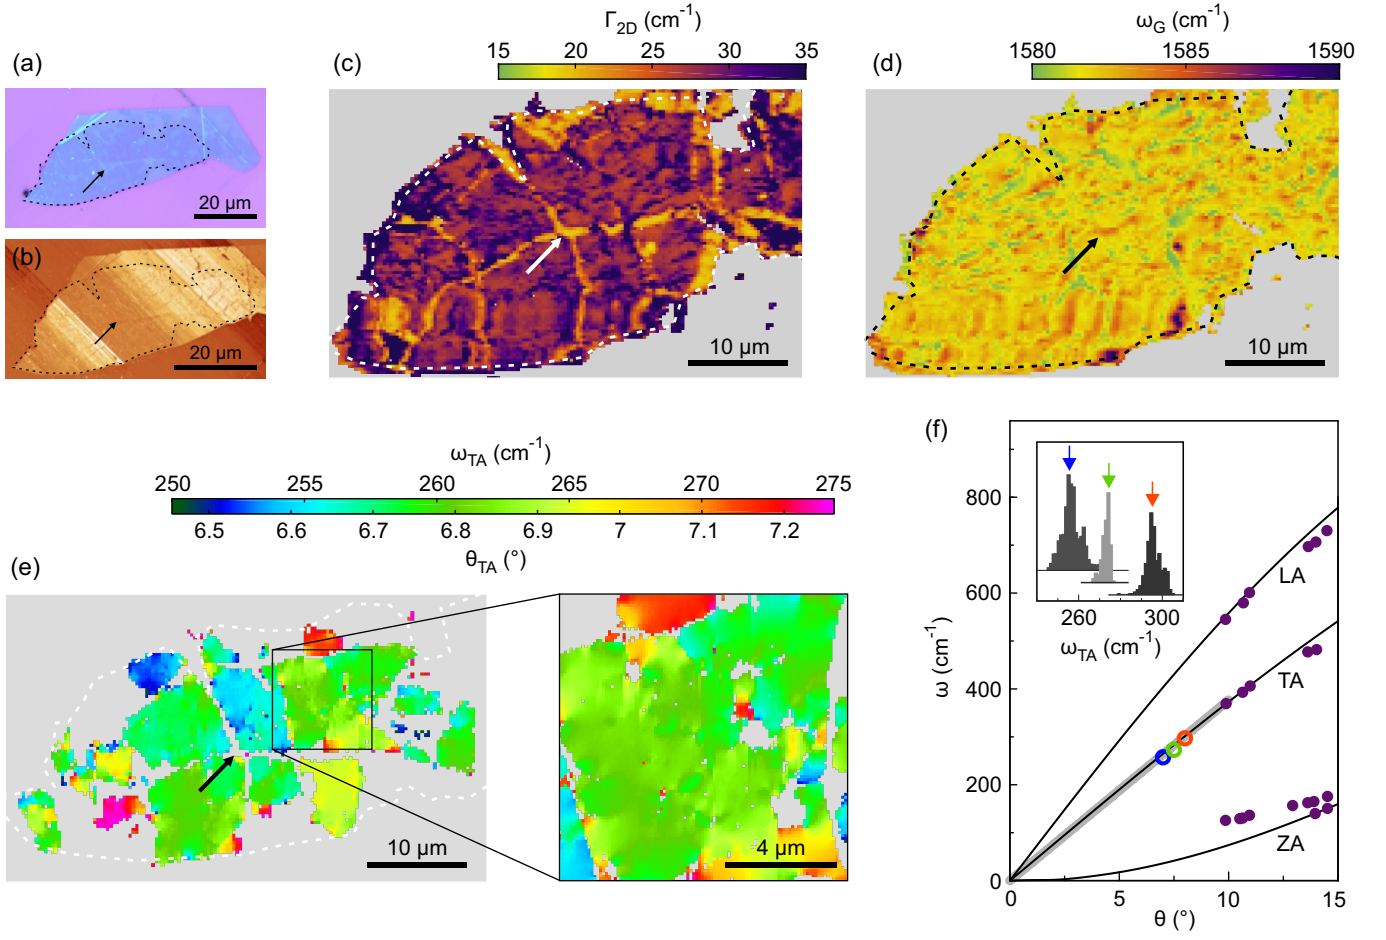 (a)
20 µm
(b)
20 µm
(c)
Γ2D (cm-1)
15 20 25 30 35
10 µm
(d)
ωG (cm-1)
1580 1585 1590
10 µm
ωTA (cm-1)
250 255 260 265 270 275
6.5 6.6 6.7 6.8 6.9 7 7.1 7.2
θTA (°)
(e)
10 µm
4 µm
(f)
ω (cm-1)
800
600
400
200
0
0 5 10 15
θ (°)
LA
TA
ZA
260 300
ωTA (cm-1)